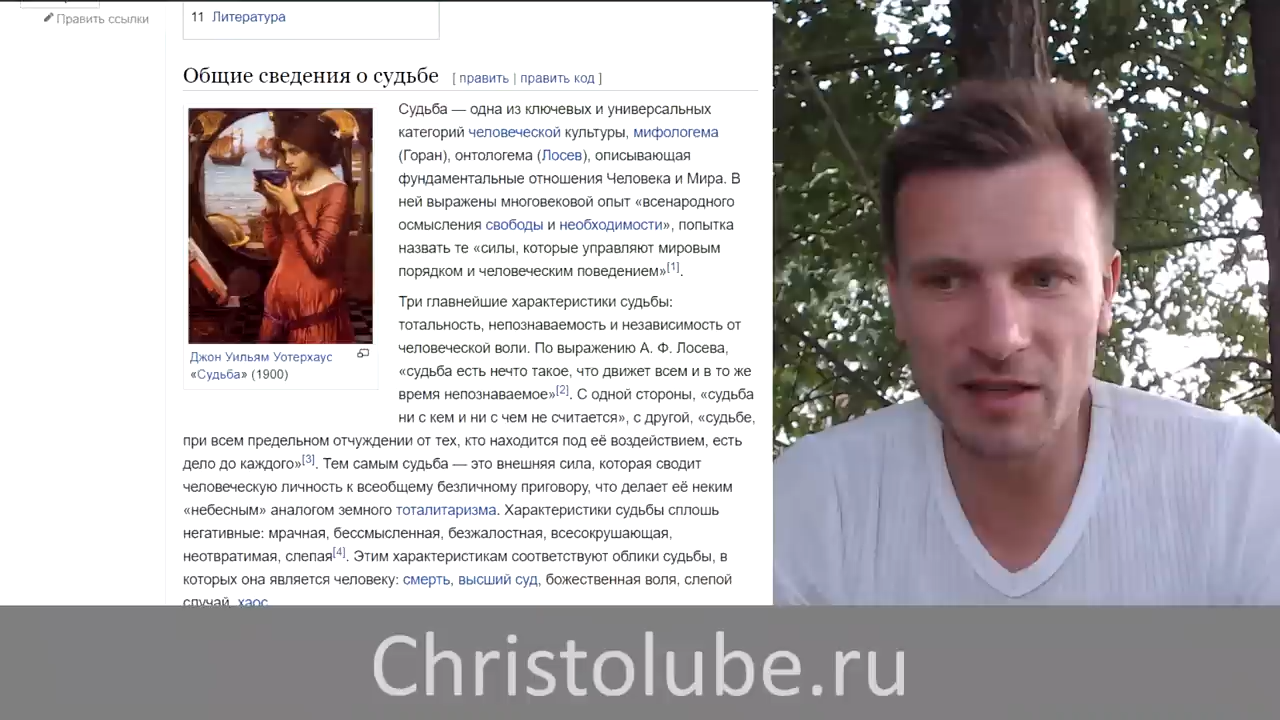 11 Литература
Править ссылки
Общие сведения о судьбе [ править | править код ]
Судьба — одна из ключевых и универсальных
категорий человеческой культуры, мифологема
(Горан), онтологема (Лосев), описывающая
фундаментальные отношения Человека и Мира. В
ней выражены многовековой опыт «всенародного
осмысления свободы и необходимости», попытка
назвать те «силы, которые управляют мировым
порядком и человеческим поведением»[1].
Джон Уильям Уотерхаус
«Судьба» (1900)
Три главнейшие характеристики судьбы:
тотальность, непознаваемость и независимость от
человеческой воли. По выражению А. Ф. Лосева,
«судьба есть нечто такое, что движет всем и в то же
время непознаваемое»[2]. С одной стороны, «судьба
ни с кем и ни с чем не считается», с другой, «судьбе,
при всем предельном отчуждении от тех, кто находится под её воздействием, есть
дело до каждого»[3]. Тем самым судьба — это внешняя сила, которая сводит
человеческую личность к всеобщему безличному приговору, что делает её неким
«небесным» аналогом земного тоталитаризма. Характеристики судьбы сплошь
негативные: мрачная, бессмысленная, безжалостная, всесокрушающая,
неотвратимая, слепая[4]. Этим характеристикам соответствуют облики судьбы, в
которых она является человеку: смерть, высший суд, божественная воля, слепой
случай, хаос
Christolube.ru